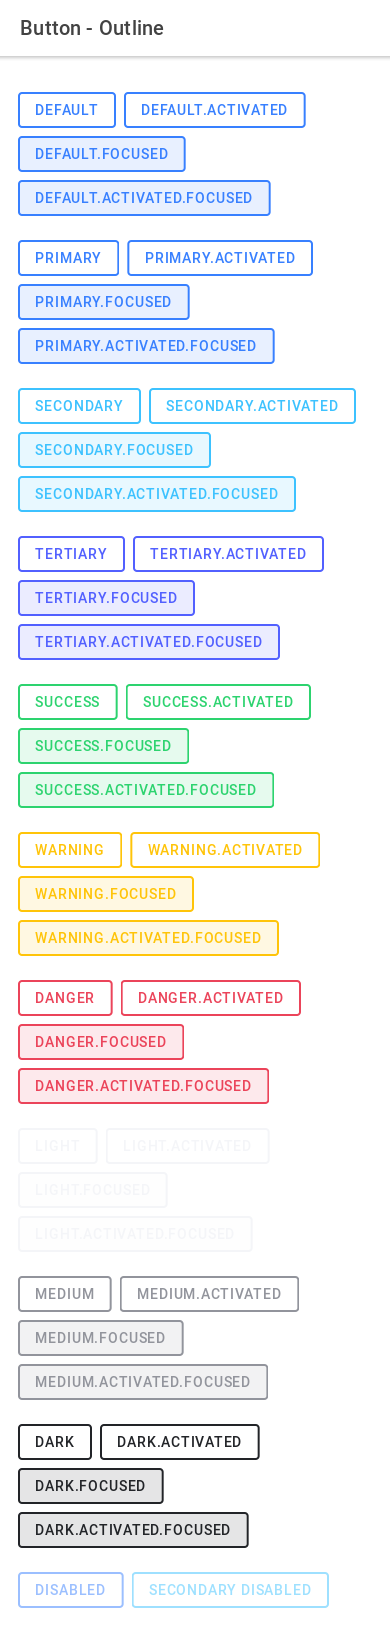 Button - Outline
DEFAULT DEFAULT.ACTIVATED
DEFAULT.FOCUSED
DEFAULT.ACTIVATED.FOCUSED
PRIMARY PRIMARY.ACTIVATED
PRIMARY.FOCUSED
PRIMARY.ACTIVATED.FOCUSED
SECONDARY SECONDARY.ACTIVATED
SECONDARY.FOCUSED
SECONDARY.ACTIVATED.FOCUSED
TERTIARY TERTIARY.ACTIVATED
TERTIARY.FOCUSED
TERTIARY.ACTIVATED.FOCUSED
SUCCESS SUCCESS.ACTIVATED
SUCCESS.FOCUSED
SUCCESS.ACTIVATED.FOCUSED
WARNING WARNING.ACTIVATED
WARNING.FOCUSED
WARNING.ACTIVATED.FOCUSED
DANGER DANGER.ACTIVATED
DANGER.FOCUSED
DANGER.ACTIVATED.FOCUSED
LIGHT LIGHT.ACTIVATED
LIGHT.FOCUSED
LIGHT.ACTIVATED.FOCUSED
MEDIUM MEDIUM.ACTIVATED
MEDIUM.FOCUSED
MEDIUM.ACTIVATED.FOCUSED
DARK DARK.ACTIVATED
DARK.FOCUSED
DARK.ACTIVATED.FOCUSED
DISABLED SECONDARY DISABLED